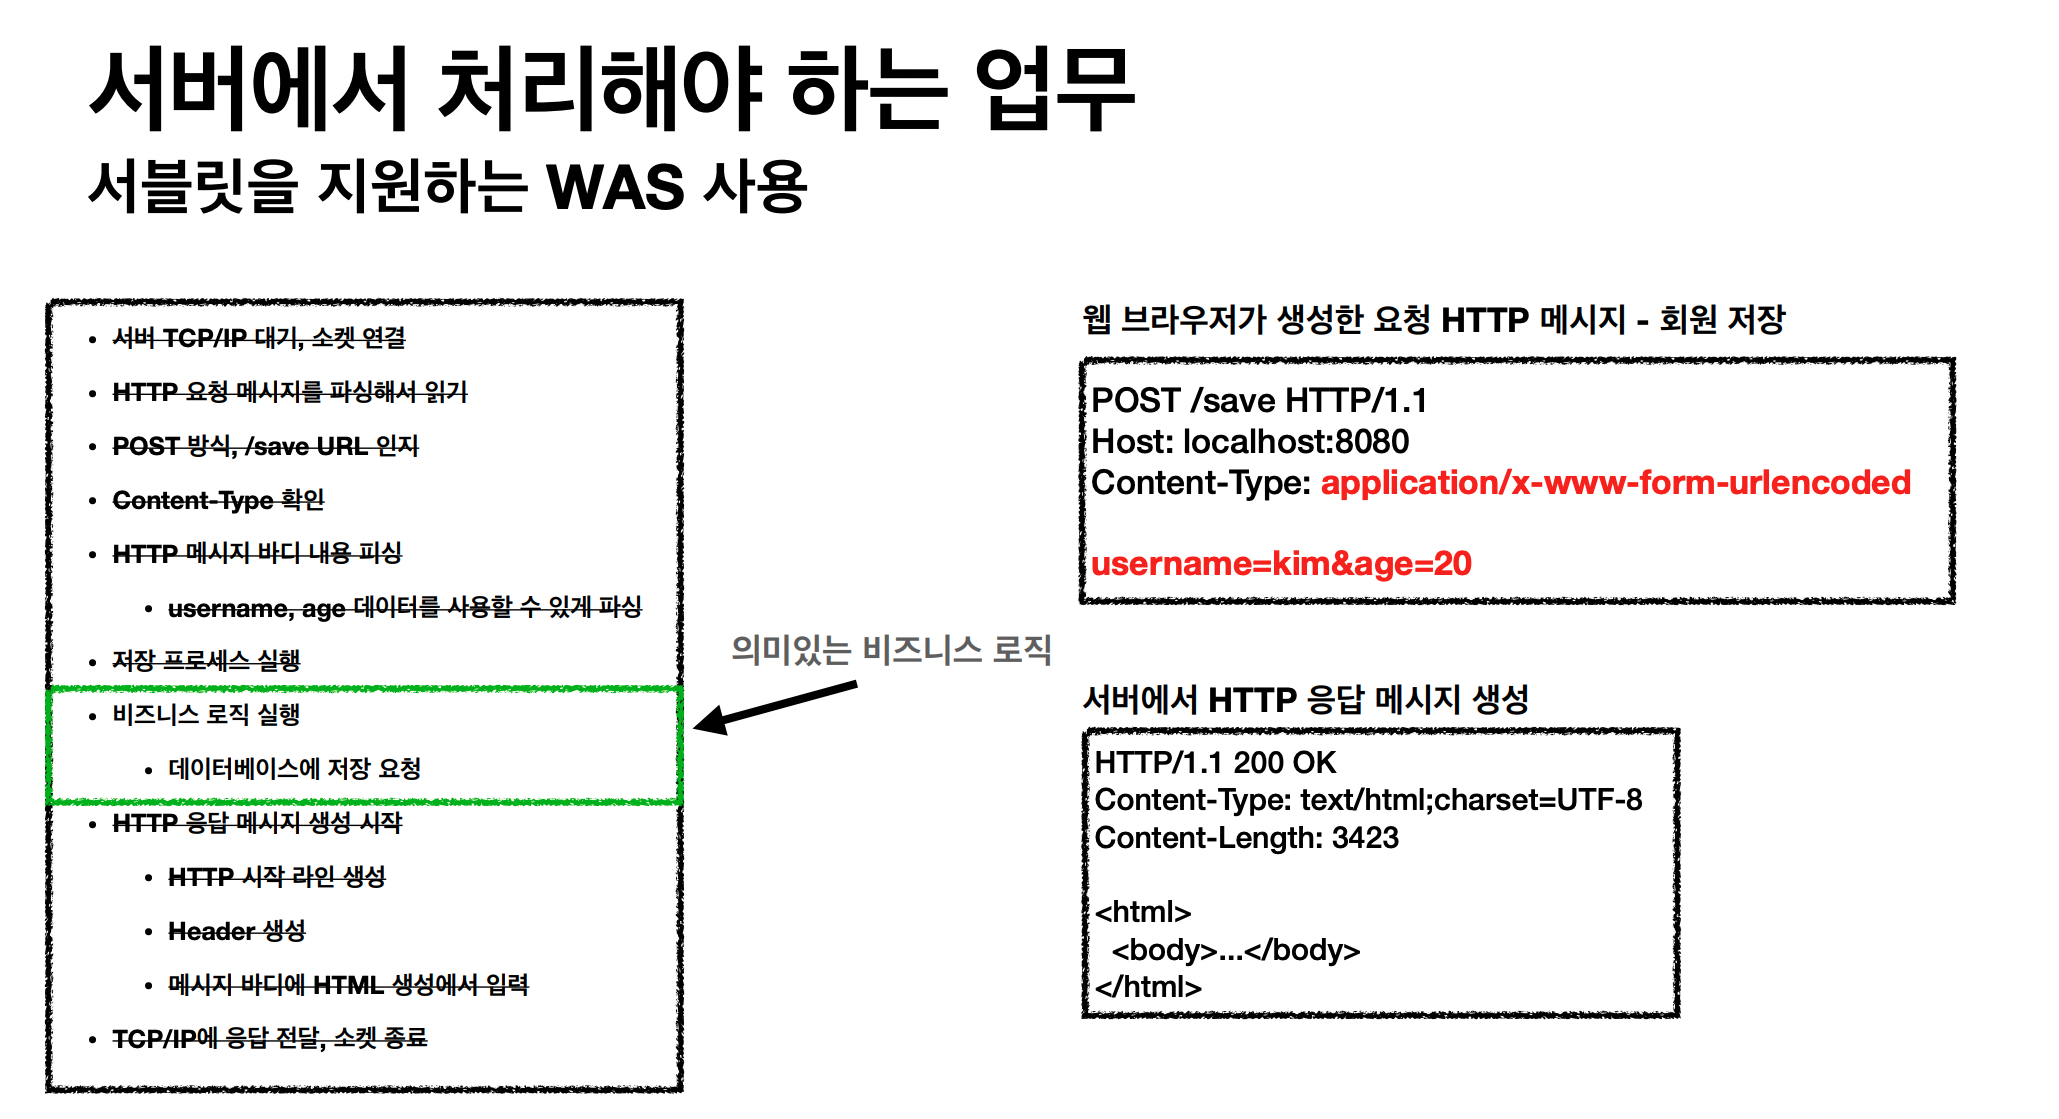 서버에서 처리해야 하는 업무
서블릿을 지원하는 WAS 사용
• 서버 TCP/IP 대기, 소켓 연결
• HTTP 요청 메시지를 파싱해서 읽기
• POST 방식, /save URL 인지
• Content-Type 확인
• HTTP 메시지 바디 내용 피싱
• username, age 데이터를 사용할 수 있게 파싱
• 저장 프로세스 실행
• 비즈니스 로직 실행
• 데이터베이스에 저장 요청
• HTTP 응답 메시지 생성 시작
• HTTP 시작 라인 생성
• Header 생성
• 메시지 바디에 HTML 생성에서 입력
• TCP/IP에 응답 전달, 소켓 종료
의미있는 비즈니스 로직
웹 브라우저가 생성한 요청 HTTP 메시지 - 회원 저장
POST /save HTTP/1.1
Host: localhost:8080
Content-Type: application/x-www-form-urlencoded
username=kim&age=20
서버에서 HTTP 응답 메시지 생성
HTTP/1.1 200 OK
Content-Type: text/html;charset=UTF-8
Content-Length: 3423
<html>
<body>...</body>
</html>